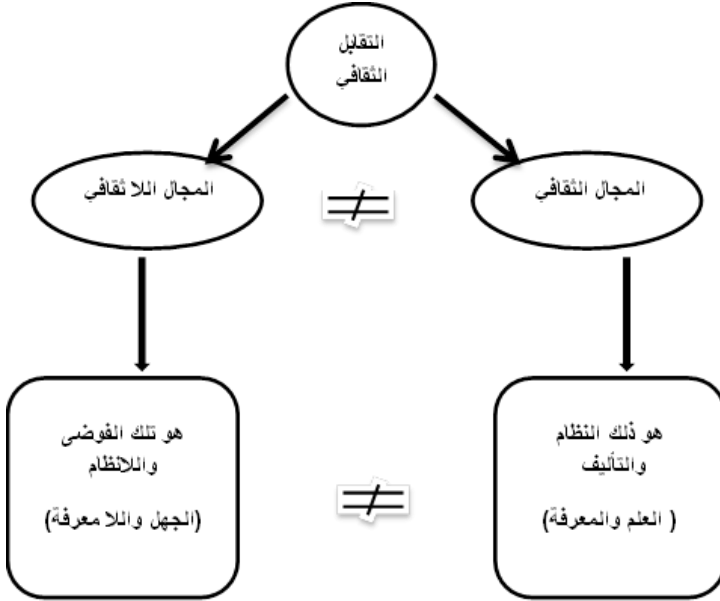 التقابل
الثقافي
المجال الثقافي
≠
المجال اللا ثقافي
هو ذلك النظام
والتأليف
( العلم والمعرفة)
≠
هو تلك الفوضى
واللانظام
(الجهل واللا معرفة)